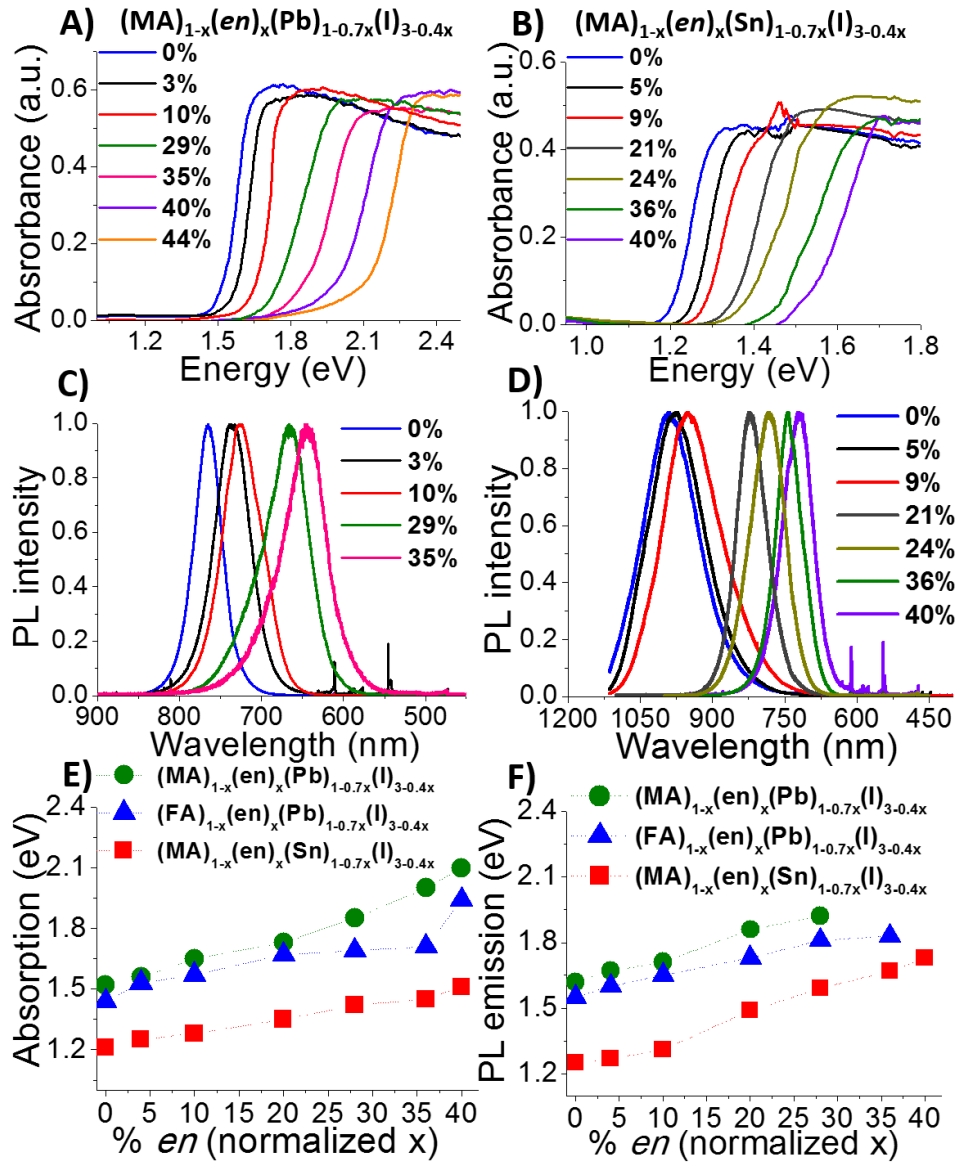 A) (MA)1-x(en)x(Pb)1-0.7x(I)3-0.4x
Absrorbance (a.u.)
0.6
0.4
0.2
0.0
0%
3%
10%
29%
35%
40%
44%
1.2 1.5 1.8 2.1 2.4
Energy (eV)
B) (MA)1-x(en)x(Sn)1-0.7x(I)3-0.4x
Absrorbance (a.u.)
0.6
0.4
0.2
0.0
0%
5%
9%
21%
24%
36%
40%
1.0 1.2 1.4 1.6 1.8
Energy (eV)
C)
PL intensity
1.0
0.8
0.6
0.4
0.2
0.0
0%
3%
10%
29%
35%
900 800 700 600 500
Wavelength (nm)
D)
PL intensity
1.0
0.8
0.6
0.4
0.2
0.0
0%
5%
9%
21%
24%
36%
40%
1200 1050 900 750 600 450
Wavelength (nm)
E)
(MA)1-x(en)x(Pb)1-0.7x(I)3-0.4x
(FA)1-x(en)x(Pb)1-0.7x(I)3-0.4x
(MA)1-x(en)x(Sn)1-0.7x(I)3-0.4x
Absorption (eV)
2.4
2.1
1.8
1.5
1.2
0 5 10 15 20 25 30 35 40
% en (normalized x)
F)
(MA)1-x(en)x(Pb)1-0.7x(I)3-0.4x
(FA)1-x(en)x(Pb)1-0.7x(I)3-0.4x
(MA)1-x(en)x(Sn)1-0.7x(I)3-0.4x
PL emission (eV)
2.4
2.1
1.8
1.5
1.2
0 5 10 15 20 25 30 35 40
% en (normalized x)